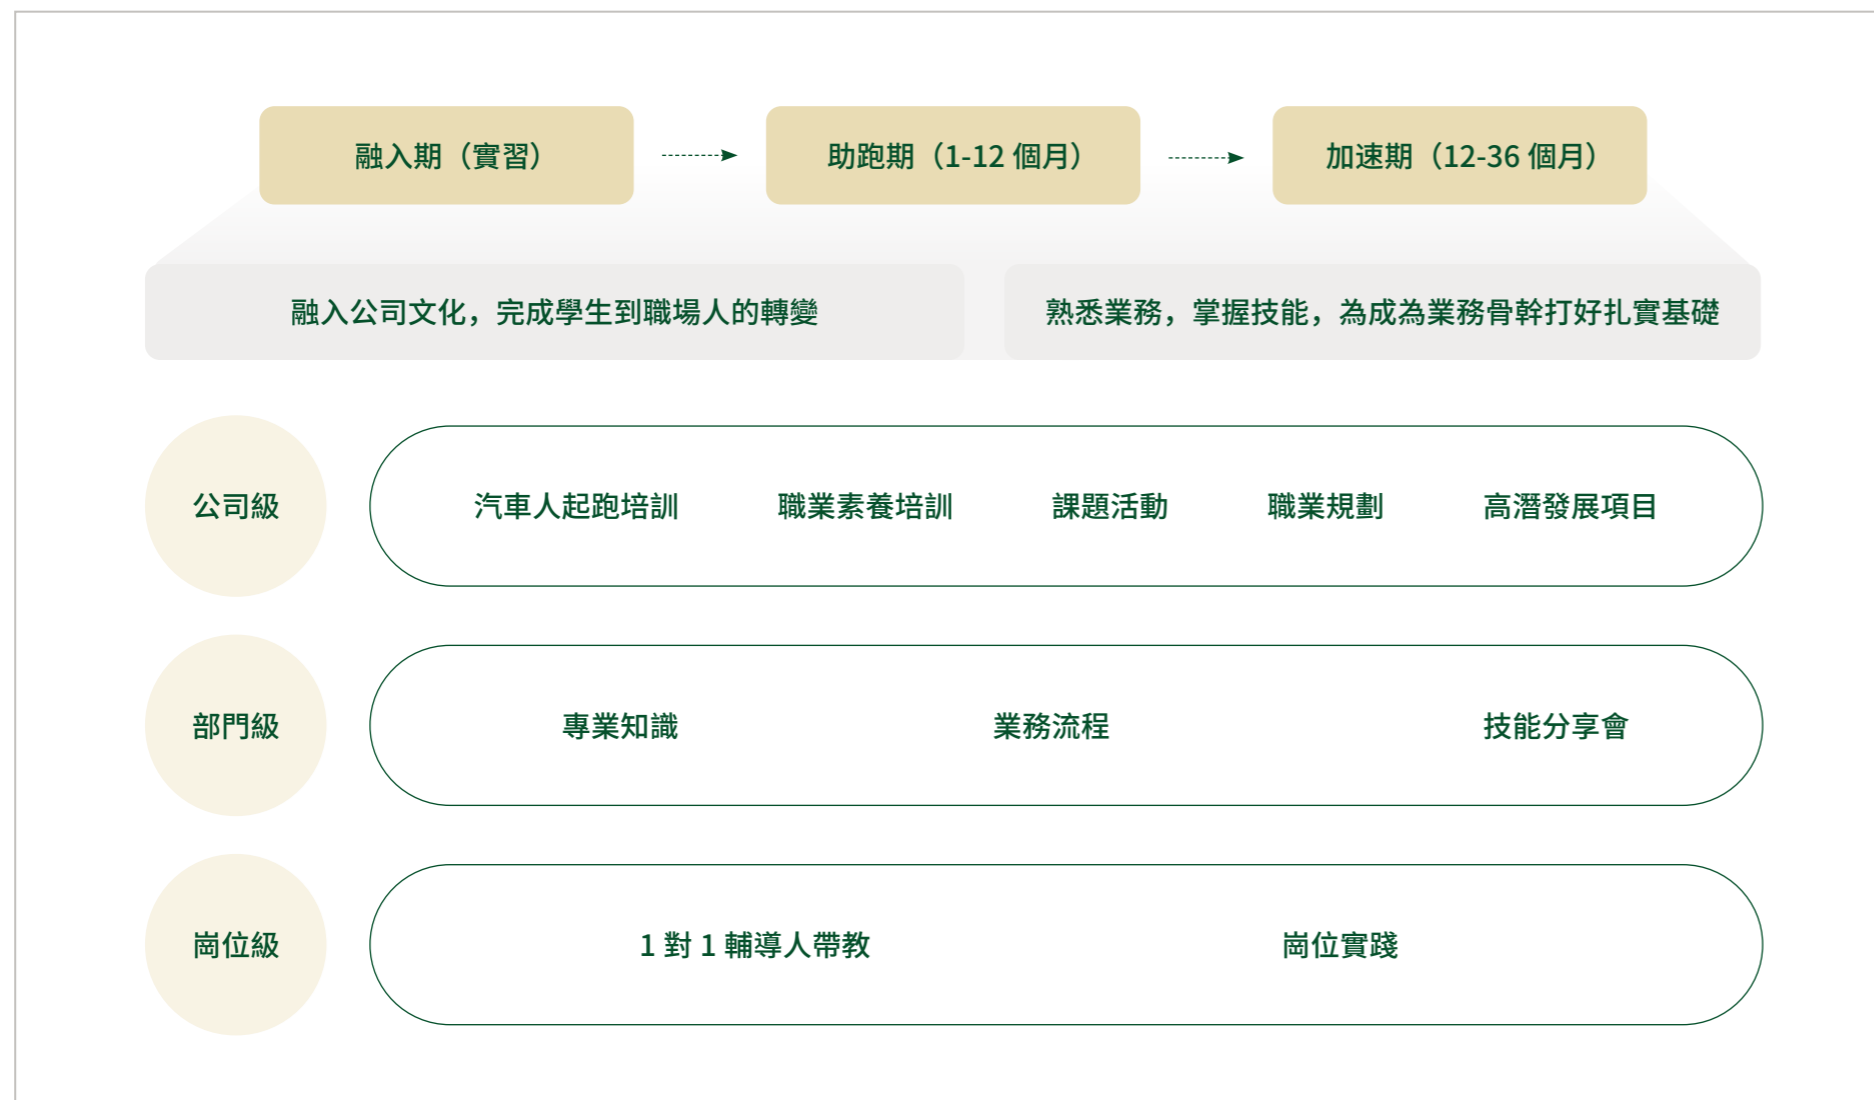 融入期（實習）
助跑期（1-12 個月）
加速期（12-36 個月）
融入公司文化，完成學生到職場人的轉變
熟悉業務，掌握技能，為成為業務骨幹打好扎實基礎
公司級
汽車人起跑培訓
職業素養培訓
課題活動
職業規劃
高潛發展項目
部門級
專業知識
業務流程
技能分享會
崗位級
1 對 1 輔導人帶教
崗位實踐